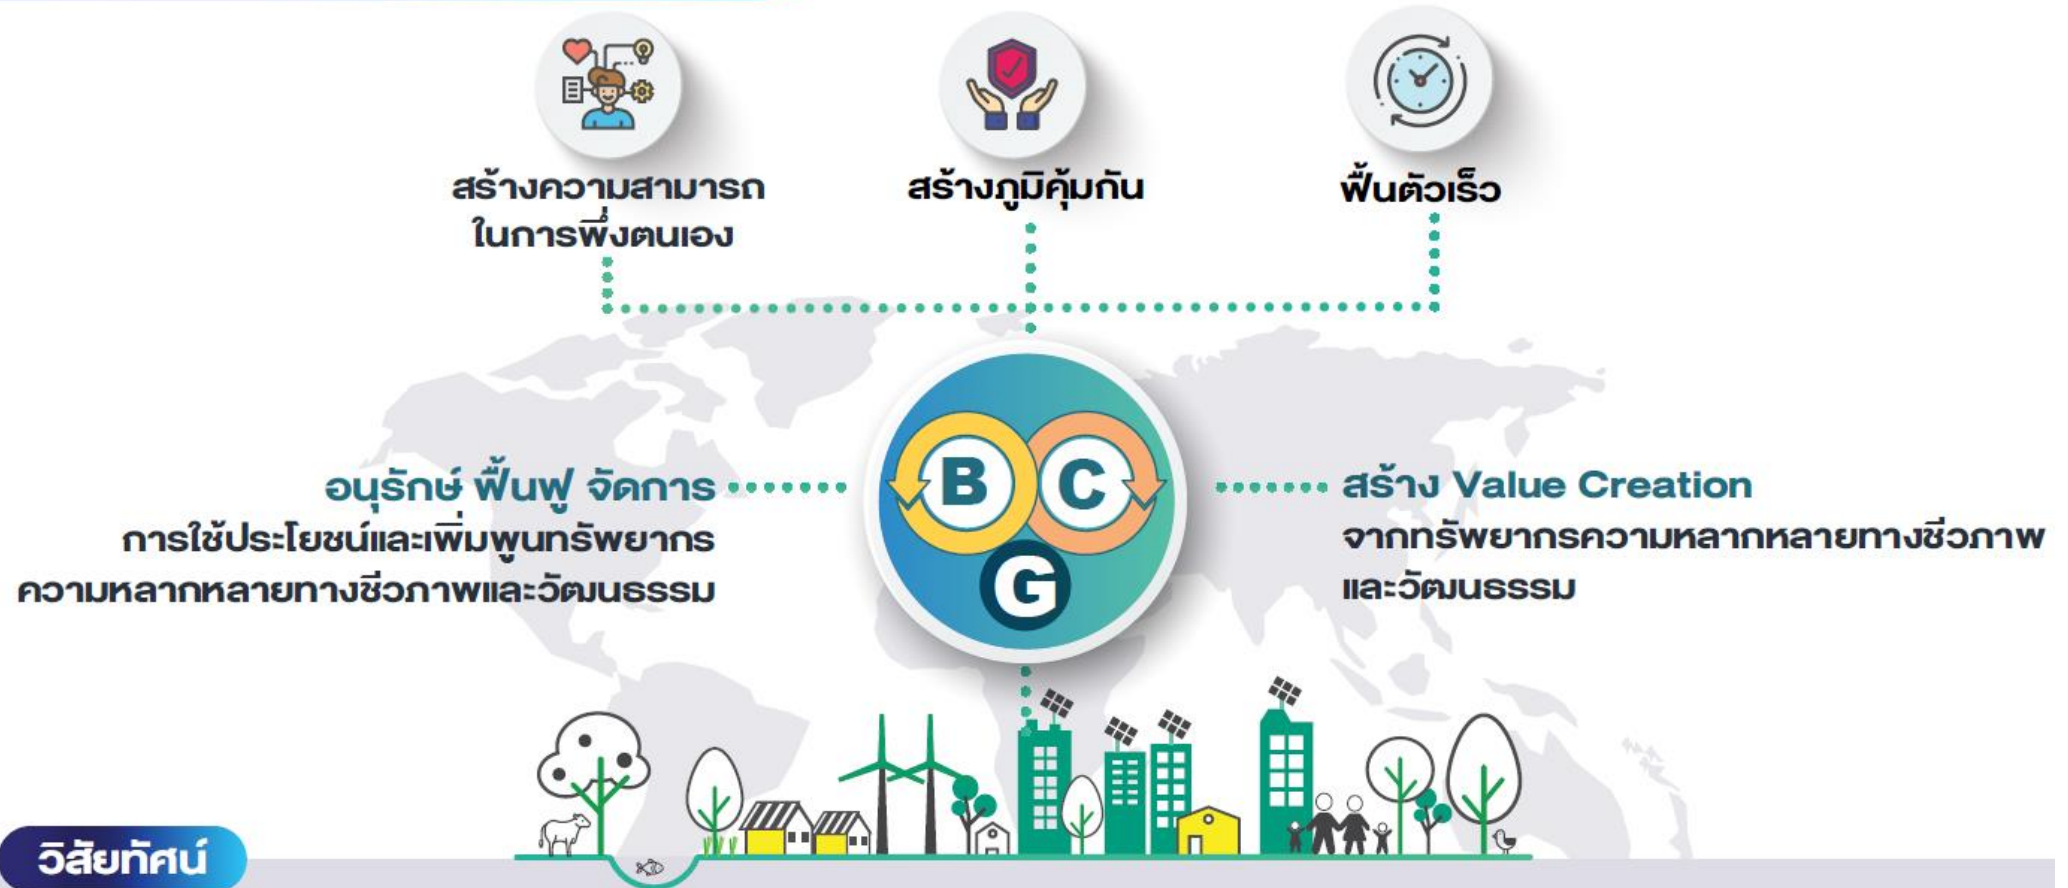 สร้างความสามารถ
ในการพึ่งตนเอง
สร้างภูมิคุ้มกัน
ฟื้นตัวเร็ว
อนุรักษ์ ฟื้นฟู จัดการ
การใช้ประโยชน์และเพิ่มพูนทรัพยากร
ความหลากหลายทางชีวภาพและวัฒนธรรม
B C
G
สร้าง Value Creation
จากทรัพยากรความหลากหลายทางชีวภาพ
และวัฒนธรรม
วิสัยทัศน์